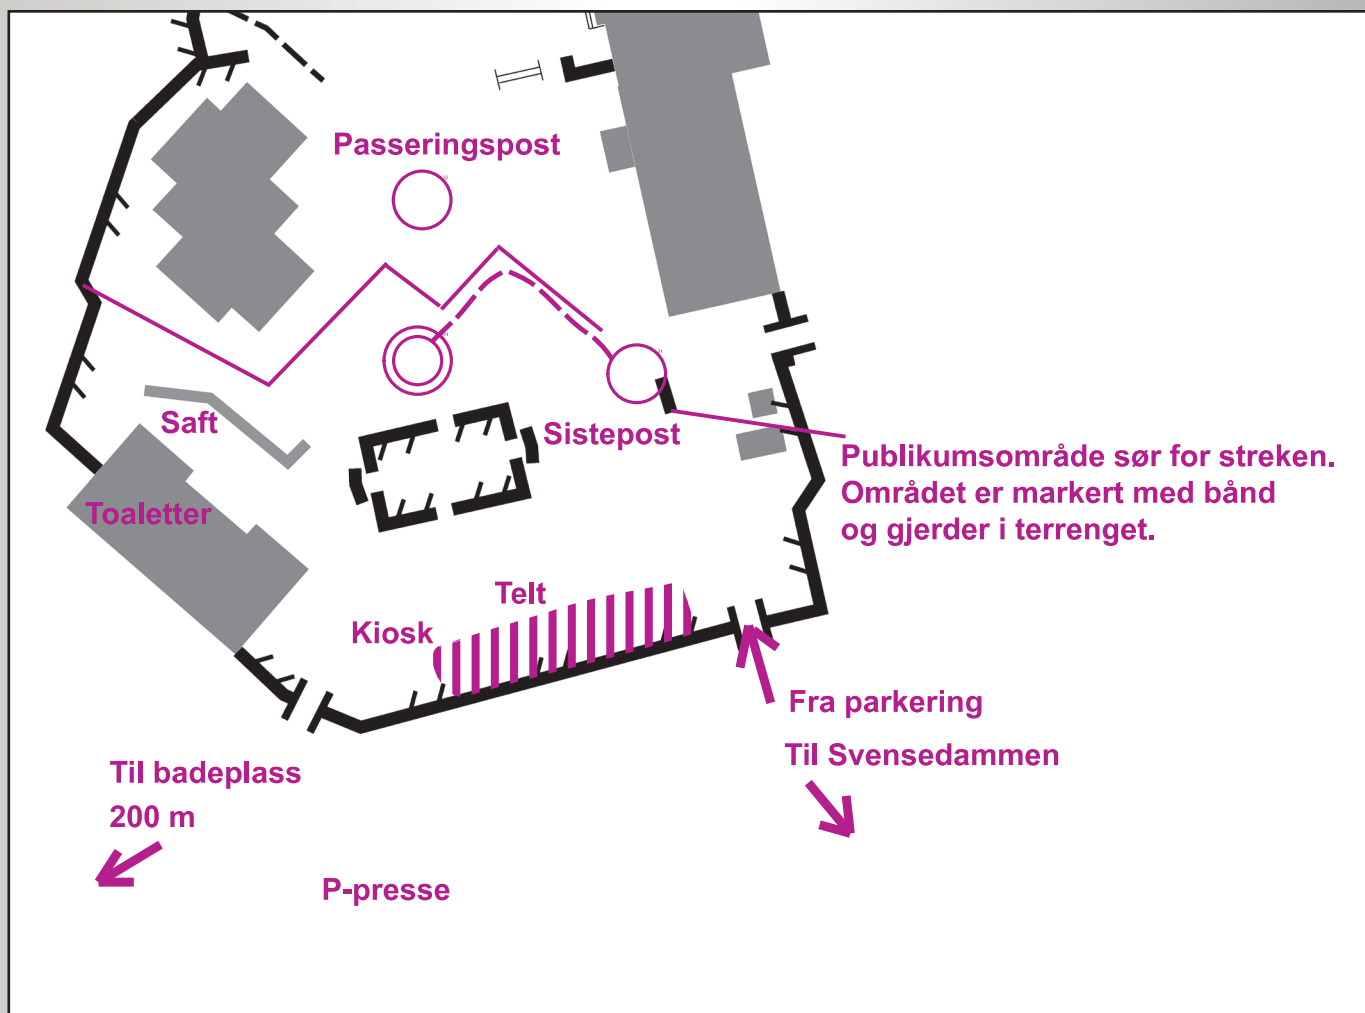 Passeringspost
Saft
Sistepost
Publikumsområde sør for streken.
Området er markert med bånd
og gjerder i terrenget.
Toaletter
Telt
Kiosk
Fra parkering
Til Svensedammen
Til badeplass
200 m
P-presse